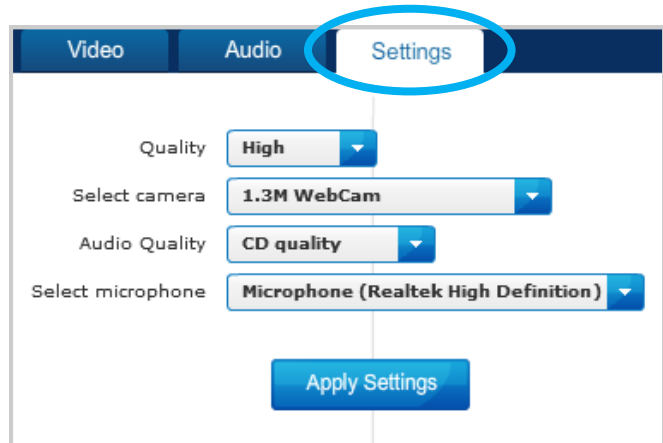 Video Audio Settings
Quality High
Select camera 1.3M WebCam
Audio Quality CD quality
Select microphone Microphone (Realtek High Definition)
Apply Settings